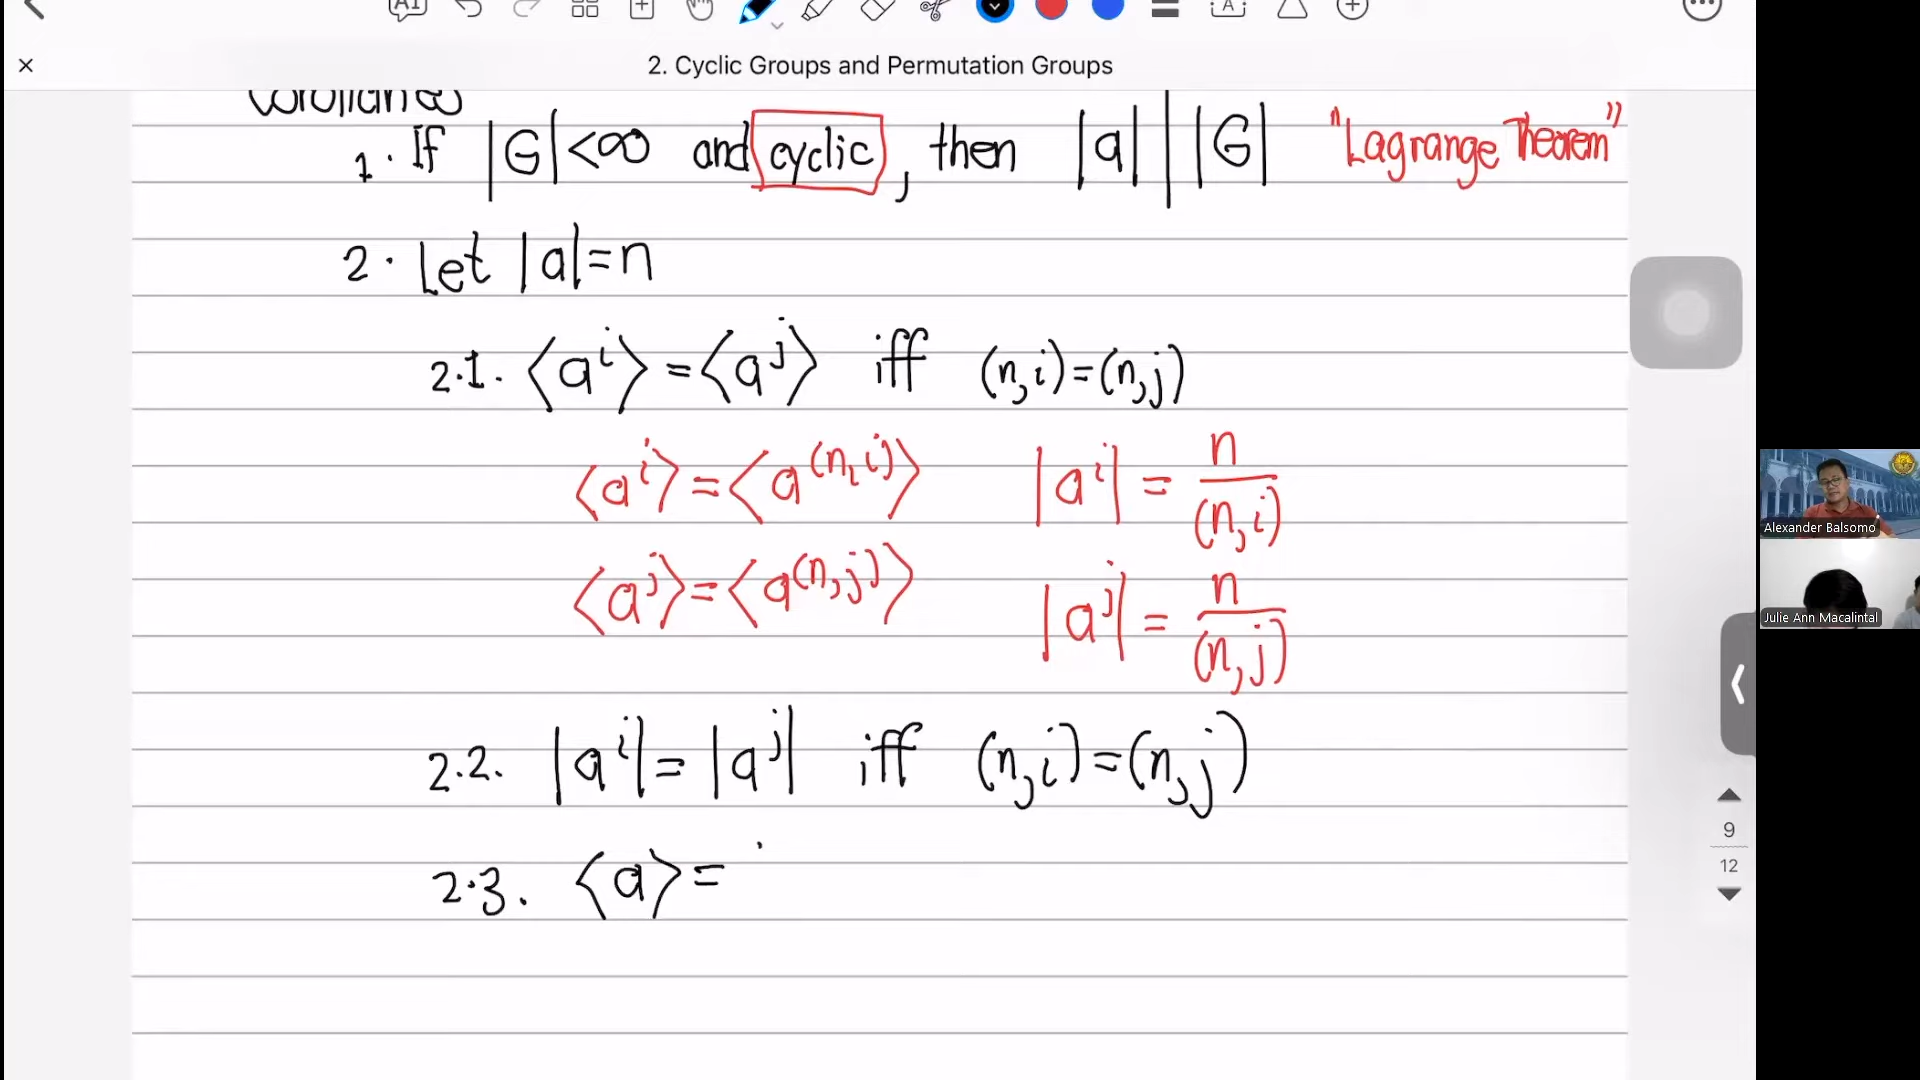 2. Cyclic Groups and Permutation Groups
Corollaries
1. If |G| < ∞ and cyclic, then |a| | |G| "Lagrange Theorem"
2. Let |a| = n
2.1. ⟨a^i⟩ = ⟨a^j⟩ iff (n, i) = (n, j)
⟨a^i⟩ = ⟨a^(n, i)⟩ |a^i| = n/(n, i)
⟨a^j⟩ = ⟨a^(n, j)⟩ |a^j| = n/(n, j)
2.2. |a^i| = |a^j| iff (n, i) = (n, j)
2.3. ⟨a⟩ =
Alexander Balsomo
Julie Ann Macalintal
9
12